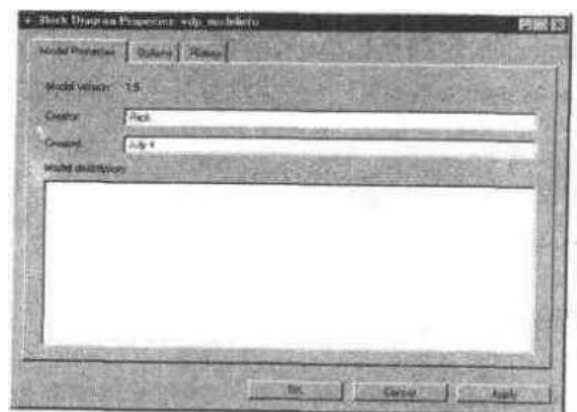 Block Diagram Properties: vdp_modelinfo
Model Properties Options History
Model version: 1.5
Creator:
Created: July 4
Model description:
OK Cancel Apply